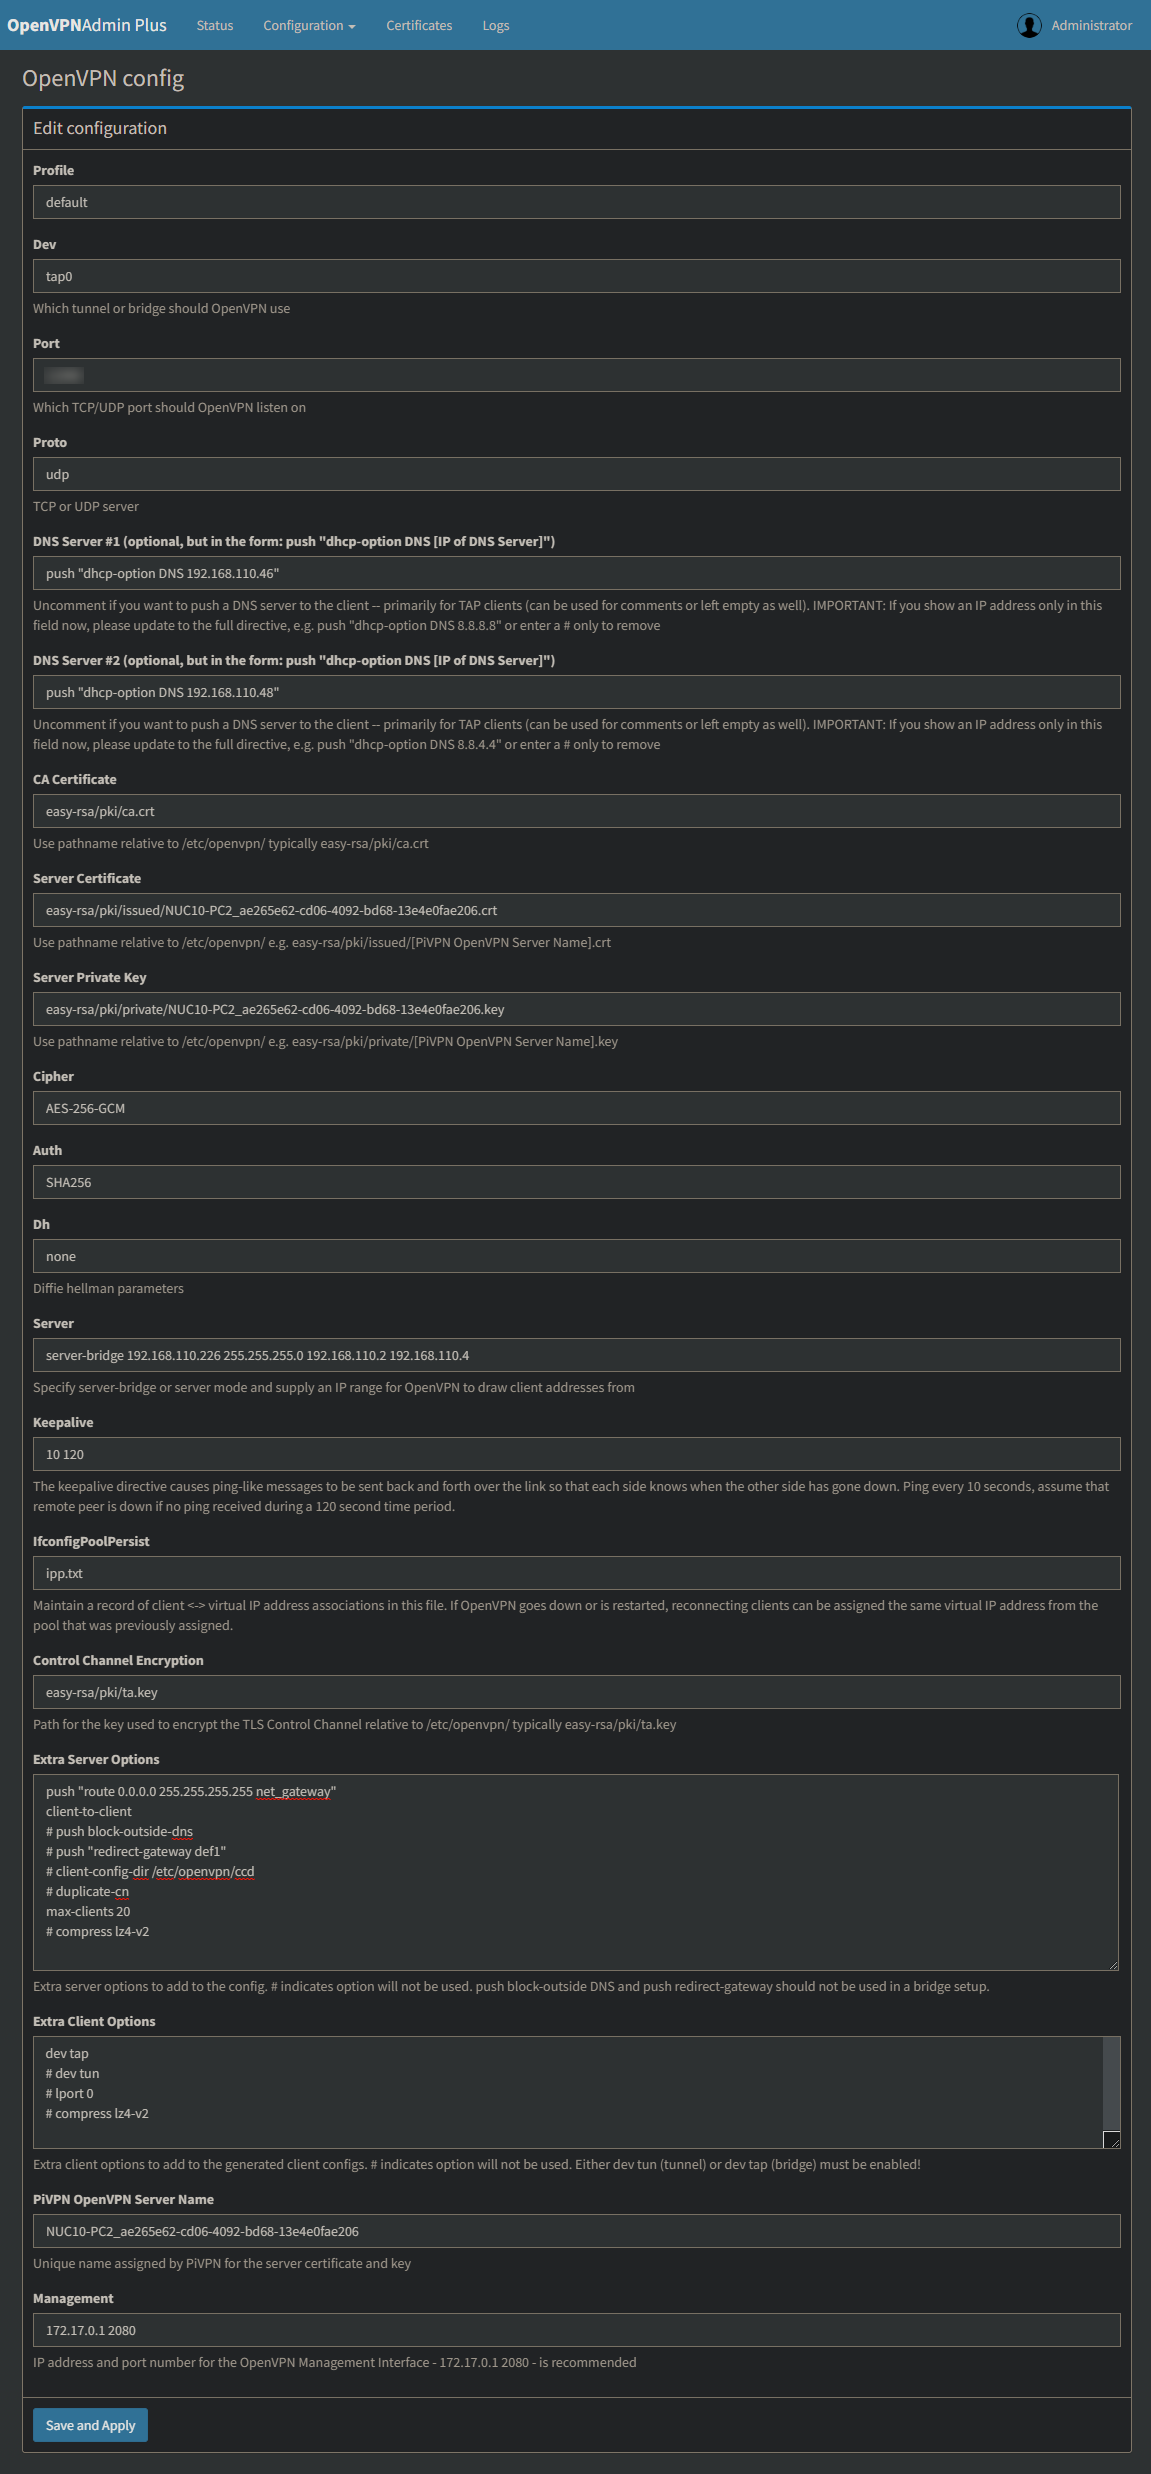 OpenVPNAdmin Plus Status Configuration Certificates Logs Administrator
OpenVPN config
Edit configuration
Profile
default
Dev
tap0
Which tunnel or bridge should OpenVPN use
Port
Which TCP/UDP port should OpenVPN listen on
Proto
udp
TCP or UDP server
DNS Server #1 (optional, but in the form: push "dhcp-option DNS [IP of DNS Server]")
push "dhcp-option DNS 192.168.110.46"
Uncomment if you want to push a DNS server to the client -- primarily for TAP clients (can be used for comments or left empty as well). IMPORTANT: If you show an IP address only in this
field now, please update to the full directive, e.g. push "dhcp-option DNS 8.8.8.8" or enter a # only to remove
DNS Server #2 (optional, but in the form: push "dhcp-option DNS [IP of DNS Server]")
push "dhcp-option DNS 192.168.110.48"
Uncomment if you want to push a DNS server to the client -- primarily for TAP clients (can be used for comments or left empty as well). IMPORTANT: If you show an IP address only in this
field now, please update to the full directive, e.g. push "dhcp-option DNS 8.8.4.4" or enter a # only to remove
CA Certificate
easy-rsa/pki/ca.crt
Use pathname relative to /etc/openvpn/ typically easy-rsa/pki/ca.crt
Server Certificate
easy-rsa/pki/issued/NUC10-PC2_ae265e62-cd06-4092-bd68-13e4e0fae206.crt
Use pathname relative to /etc/openvpn/ e.g. easy-rsa/pki/issued/[PiVPN OpenVPN Server Name].crt
Server Private Key
easy-rsa/pki/private/NUC10-PC2_ae265e62-cd06-4092-bd68-13e4e0fae206.key
Use pathname relative to /etc/openvpn/ e.g. easy-rsa/pki/private/[PiVPN OpenVPN Server Name].key
Cipher
AES-256-GCM
Auth
SHA256
Dh
none
Diffie hellman parameters
Server
server-bridge 192.168.110.226 255.255.255.0 192.168.110.2 192.168.110.4
Specify server-bridge or server mode and supply an IP range for OpenVPN to draw client addresses from
Keepalive
10 120
The keepalive directive causes ping-like messages to be sent back and forth over the link so that each side knows when the other side has gone down. Ping every 10 seconds, assume that
remote peer is down if no ping received during a 120 second time period.
IfconfigPoolPersist
ipp.txt
Maintain a record of client <-> virtual IP address associations in this file. If OpenVPN goes down or is restarted, reconnecting clients can be assigned the same virtual IP address from the
pool that was previously assigned.
Control Channel Encryption
easy-rsa/pki/ta.key
Path for the key used to encrypt the TLS Control Channel relative to /etc/openvpn/ typically easy-rsa/pki/ta.key
Extra Server Options
push "route 0.0.0.0 255.255.255.255 net_gateway"
client-to-client
# push block-outside-dns
# push "redirect-gateway def1"
# client-config-dir /etc/openvpn/ccd
# duplicate-cn
max-clients 20
# compress lz4-v2
Extra server options to add to the config. # indicates option will not be used. push block-outside DNS and push redirect-gateway should not be used in a bridge setup.
Extra Client Options
dev tap
# dev tun
# lport 0
# compress lz4-v2
Extra client options to add to the generated client configs. # indicates option will not be used. Either dev tun (tunnel) or dev tap (bridge) must be enabled!
PiVPN OpenVPN Server Name
NUC10-PC2_ae265e62-cd06-4092-bd68-13e4e0fae206
Unique name assigned by PiVPN for the server certificate and key
Management
172.17.0.1 2080
IP address and port number for the OpenVPN Management Interface - 172.17.0.1 2080 - is recommended
Save and Apply